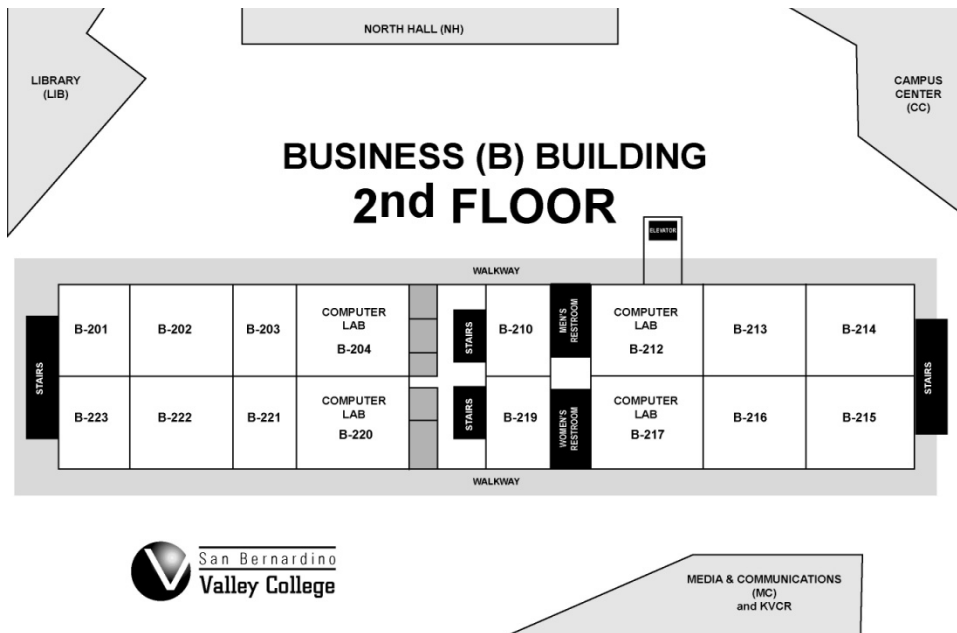 NORTH HALL (NH)
LIBRARY
(LIB)
CAMPUS
CENTER
(CC)
BUSINESS (B) BUILDING
2nd FLOOR
ELEVATOR
WALKWAY
STAIRS
B-201
B-202
B-203
COMPUTER
LAB
B-204
STAIRS
B-210
MEN'S
RESTROOM
COMPUTER
LAB
B-212
B-213
B-214
STAIRS
B-223
B-222
B-221
COMPUTER
LAB
B-220
STAIRS
B-219
WOMEN'S
RESTROOM
COMPUTER
LAB
B-217
B-216
B-215
WALKWAY
V
San Bernardino
Valley College
MEDIA & COMMUNICATIONS
(MC)
and KVCR